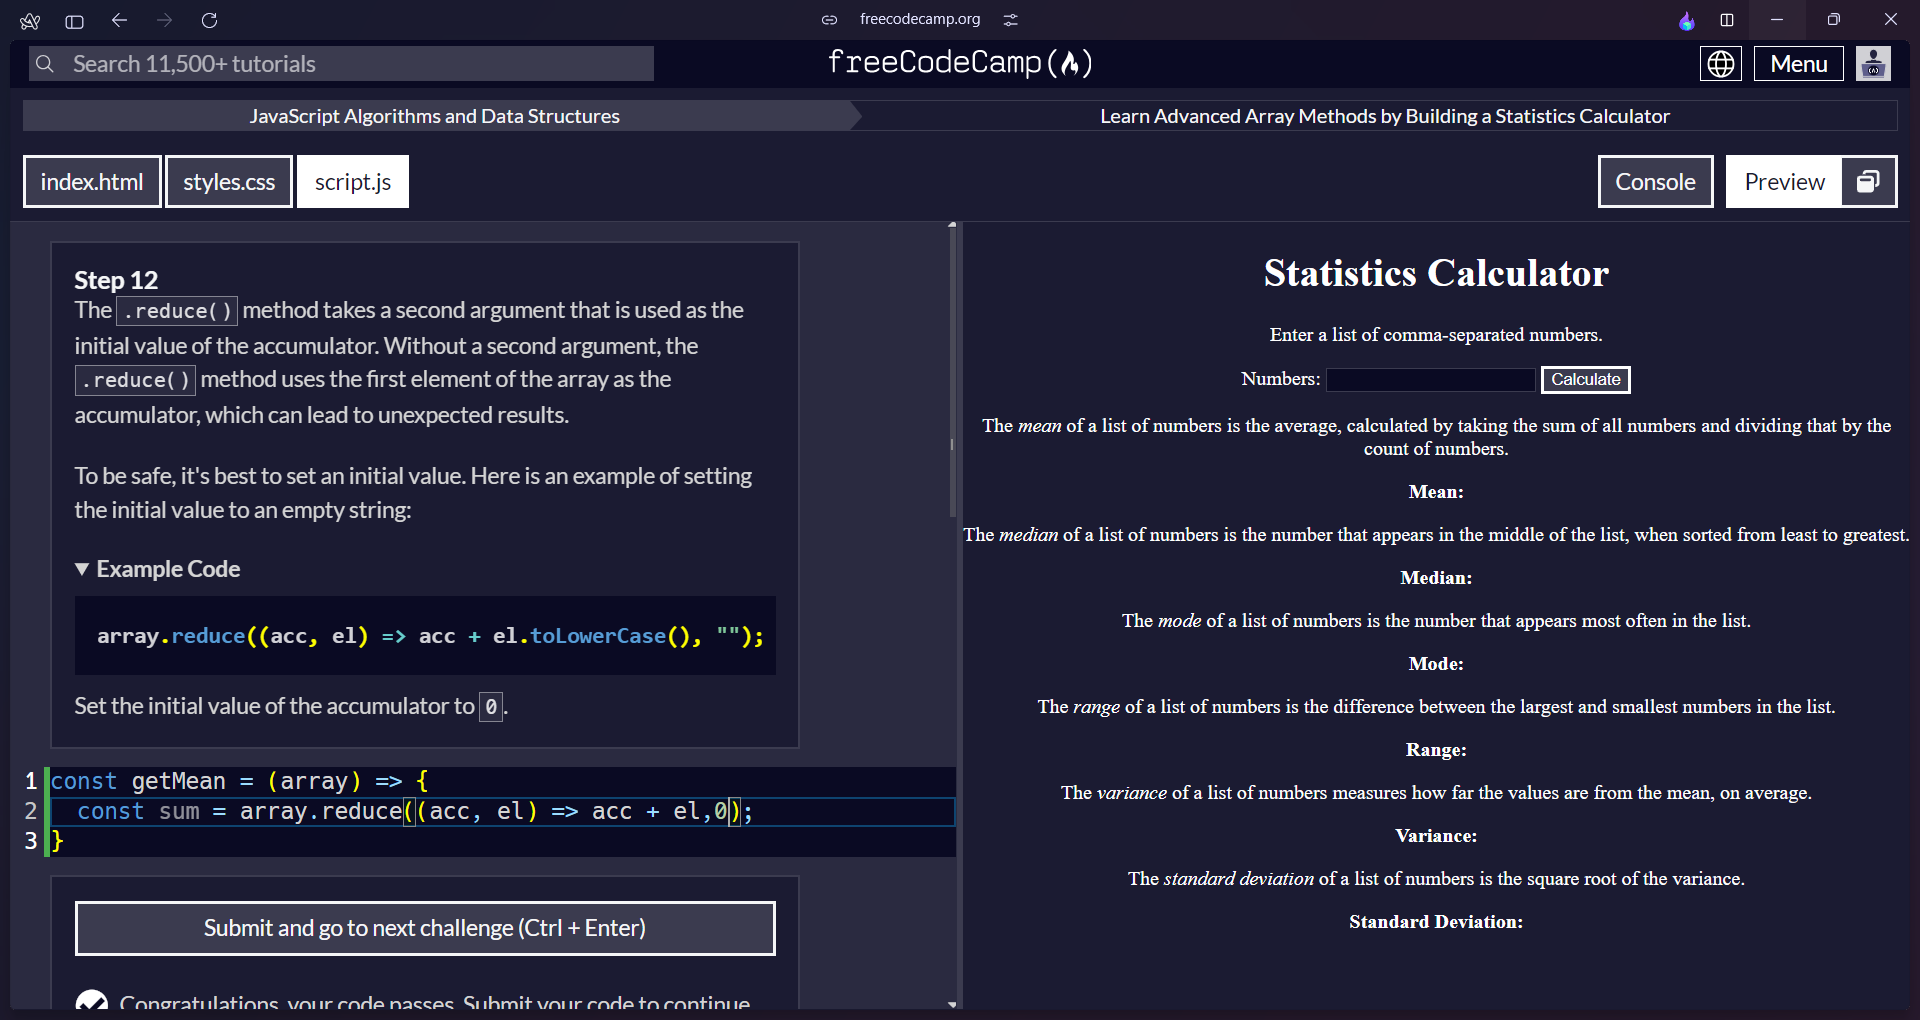 freecodecamp.org
Search 11,500+ tutorials
freeCodeCamp(🔥)
Menu
JavaScript Algorithms and Data Structures
Learn Advanced Array Methods by Building a Statistics Calculator
index.html
styles.css
script.js
Console
Preview
Step 12
The .reduce() method takes a second argument that is used as the
initial value of the accumulator. Without a second argument, the
.reduce() method uses the first element of the array as the
accumulator, which can lead to unexpected results.
To be safe, it's best to set an initial value. Here is an example of setting
the initial value to an empty string:
▼ Example Code
array.reduce((acc, el) => acc + el.toLowerCase(), "");
Set the initial value of the accumulator to 0.
1 const getMean = (array) => {
2 const sum = array.reduce((acc, el) => acc + el,0);
3 }
Submit and go to next challenge (Ctrl + Enter)
Congratulations, your code passes. Submit your code to continue.
Statistics Calculator
Enter a list of comma-separated numbers.
Numbers:
Calculate
The mean of a list of numbers is the average, calculated by taking the sum of all numbers and dividing that by the
count of numbers.
Mean:
The median of a list of numbers is the number that appears in the middle of the list, when sorted from least to greatest.
Median:
The mode of a list of numbers is the number that appears most often in the list.
Mode:
The range of a list of numbers is the difference between the largest and smallest numbers in the list.
Range:
The variance of a list of numbers measures how far the values are from the mean, on average.
Variance:
The standard deviation of a list of numbers is the square root of the variance.
Standard Deviation: